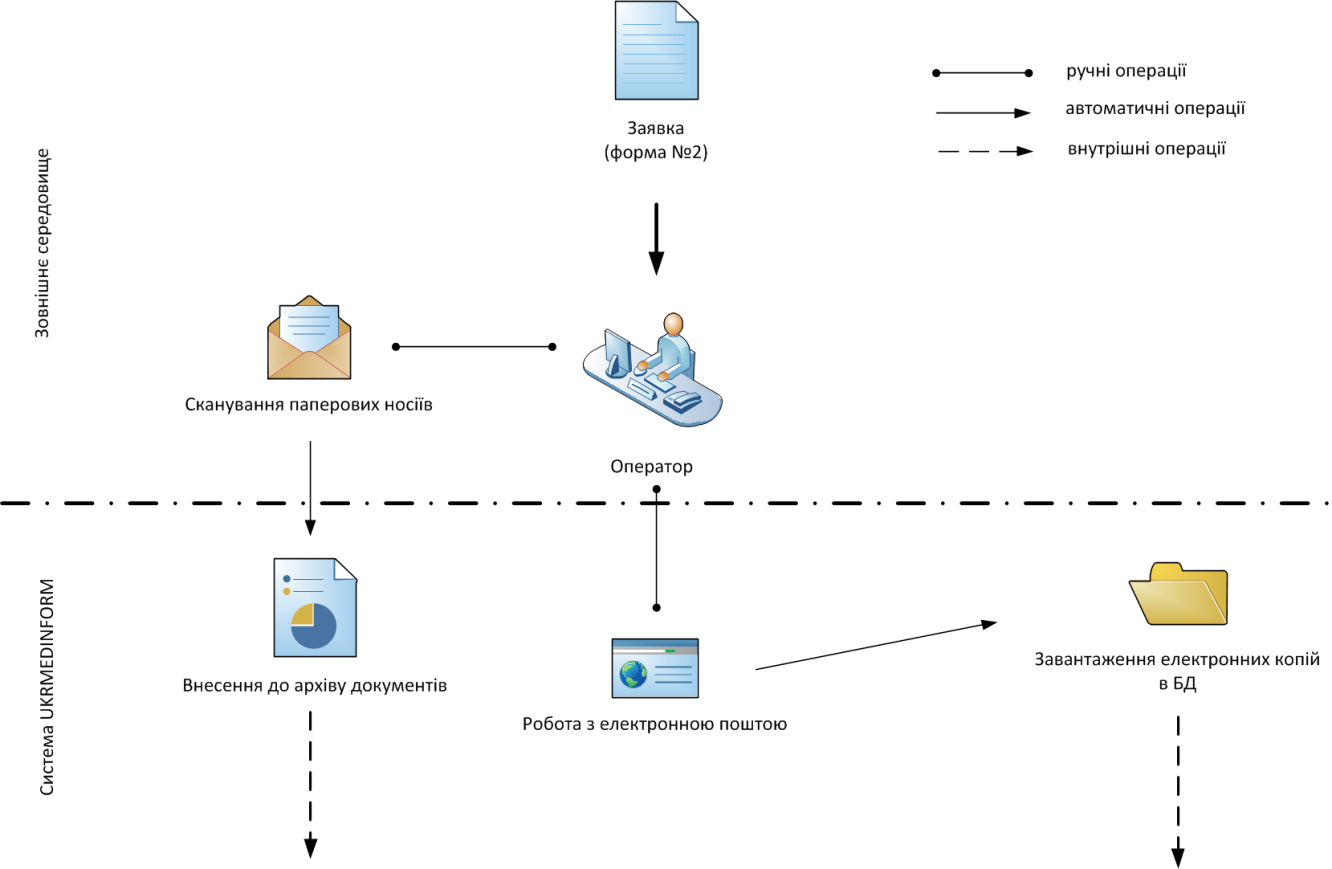 Заявка
(форма №2)
ручні операції
автоматичні операції
внутрішні операції
Зовнішнє середовище
Сканування паперових носіїв
Оператор
Система UKRMEDINFORM
Внесення до архіву документів
Робота з електронною поштою
Завантаження електронних копій
в БД